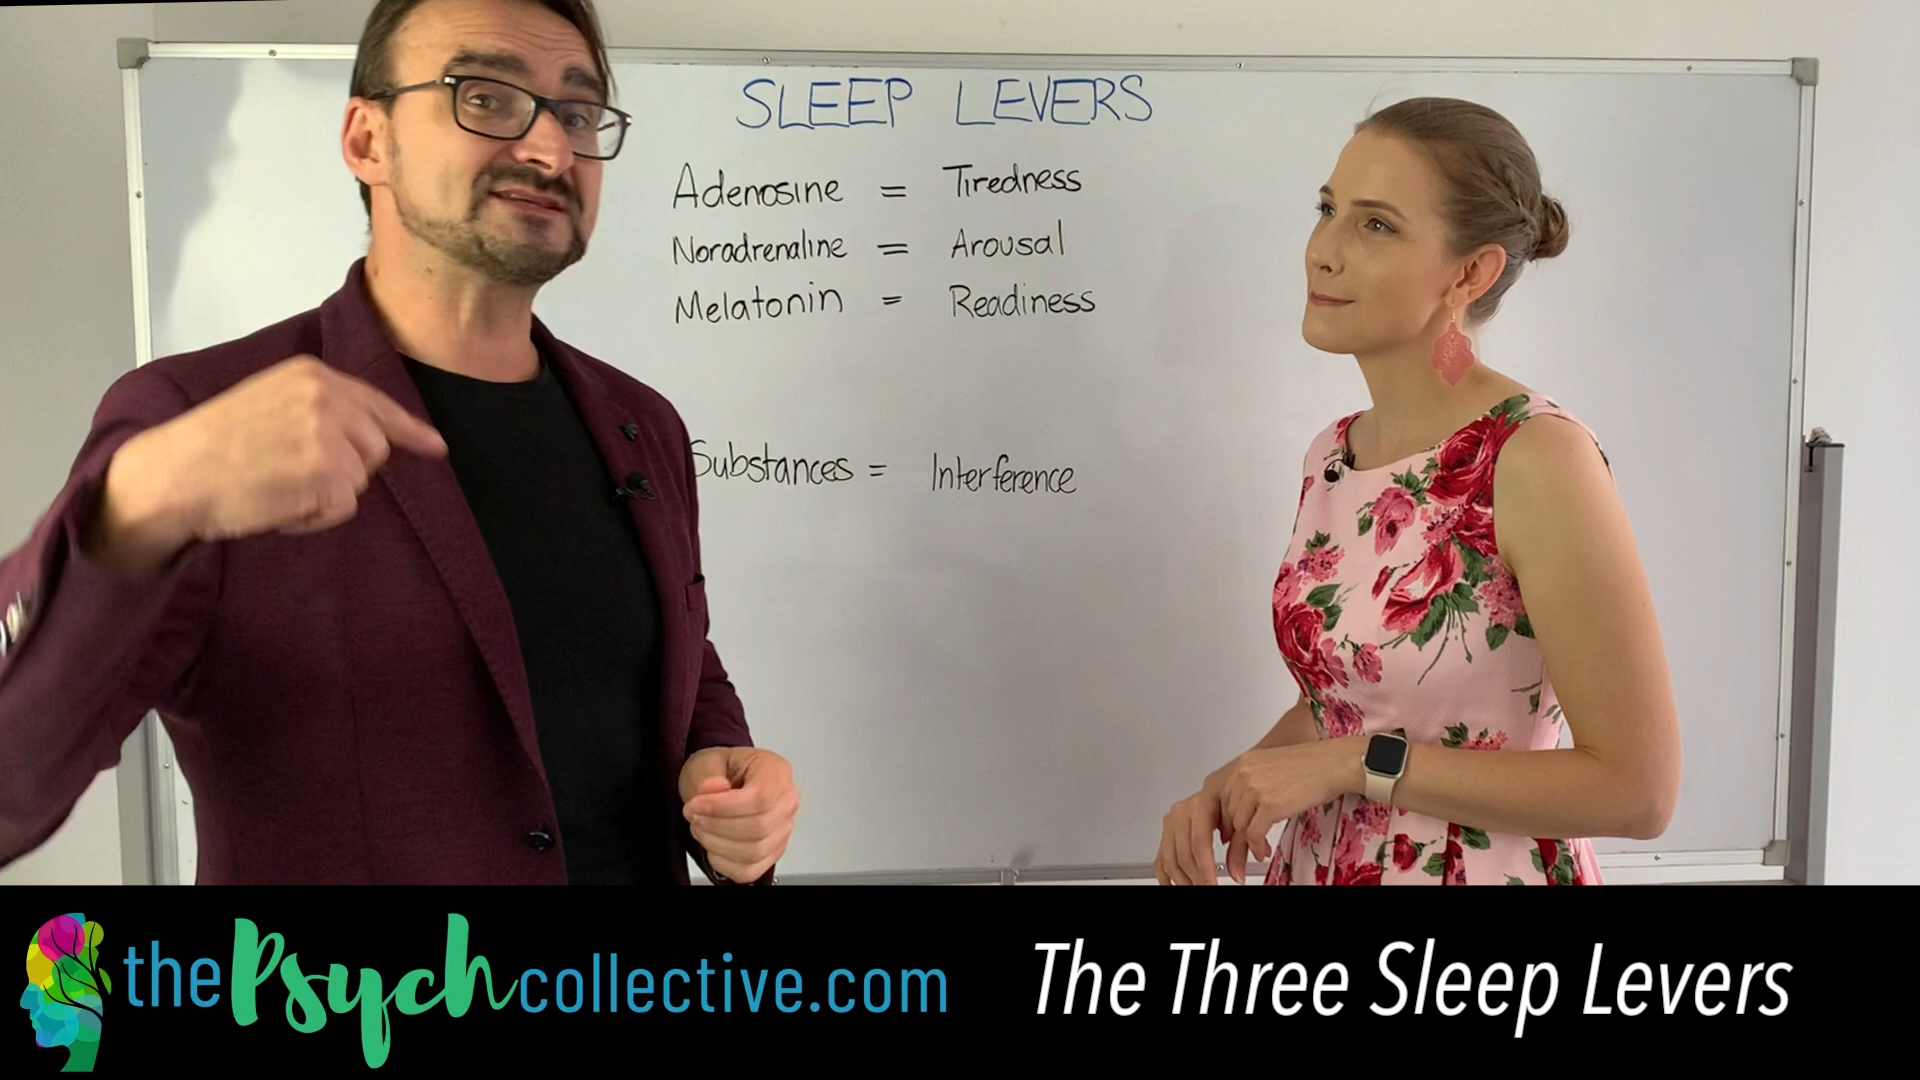 SLEEP LEVERS
Adenosine = Tiredness
Noradrenaline = Arousal
Melatonin = Readiness
Substances = Interference
thePsychcollective.com
The Three Sleep Levers